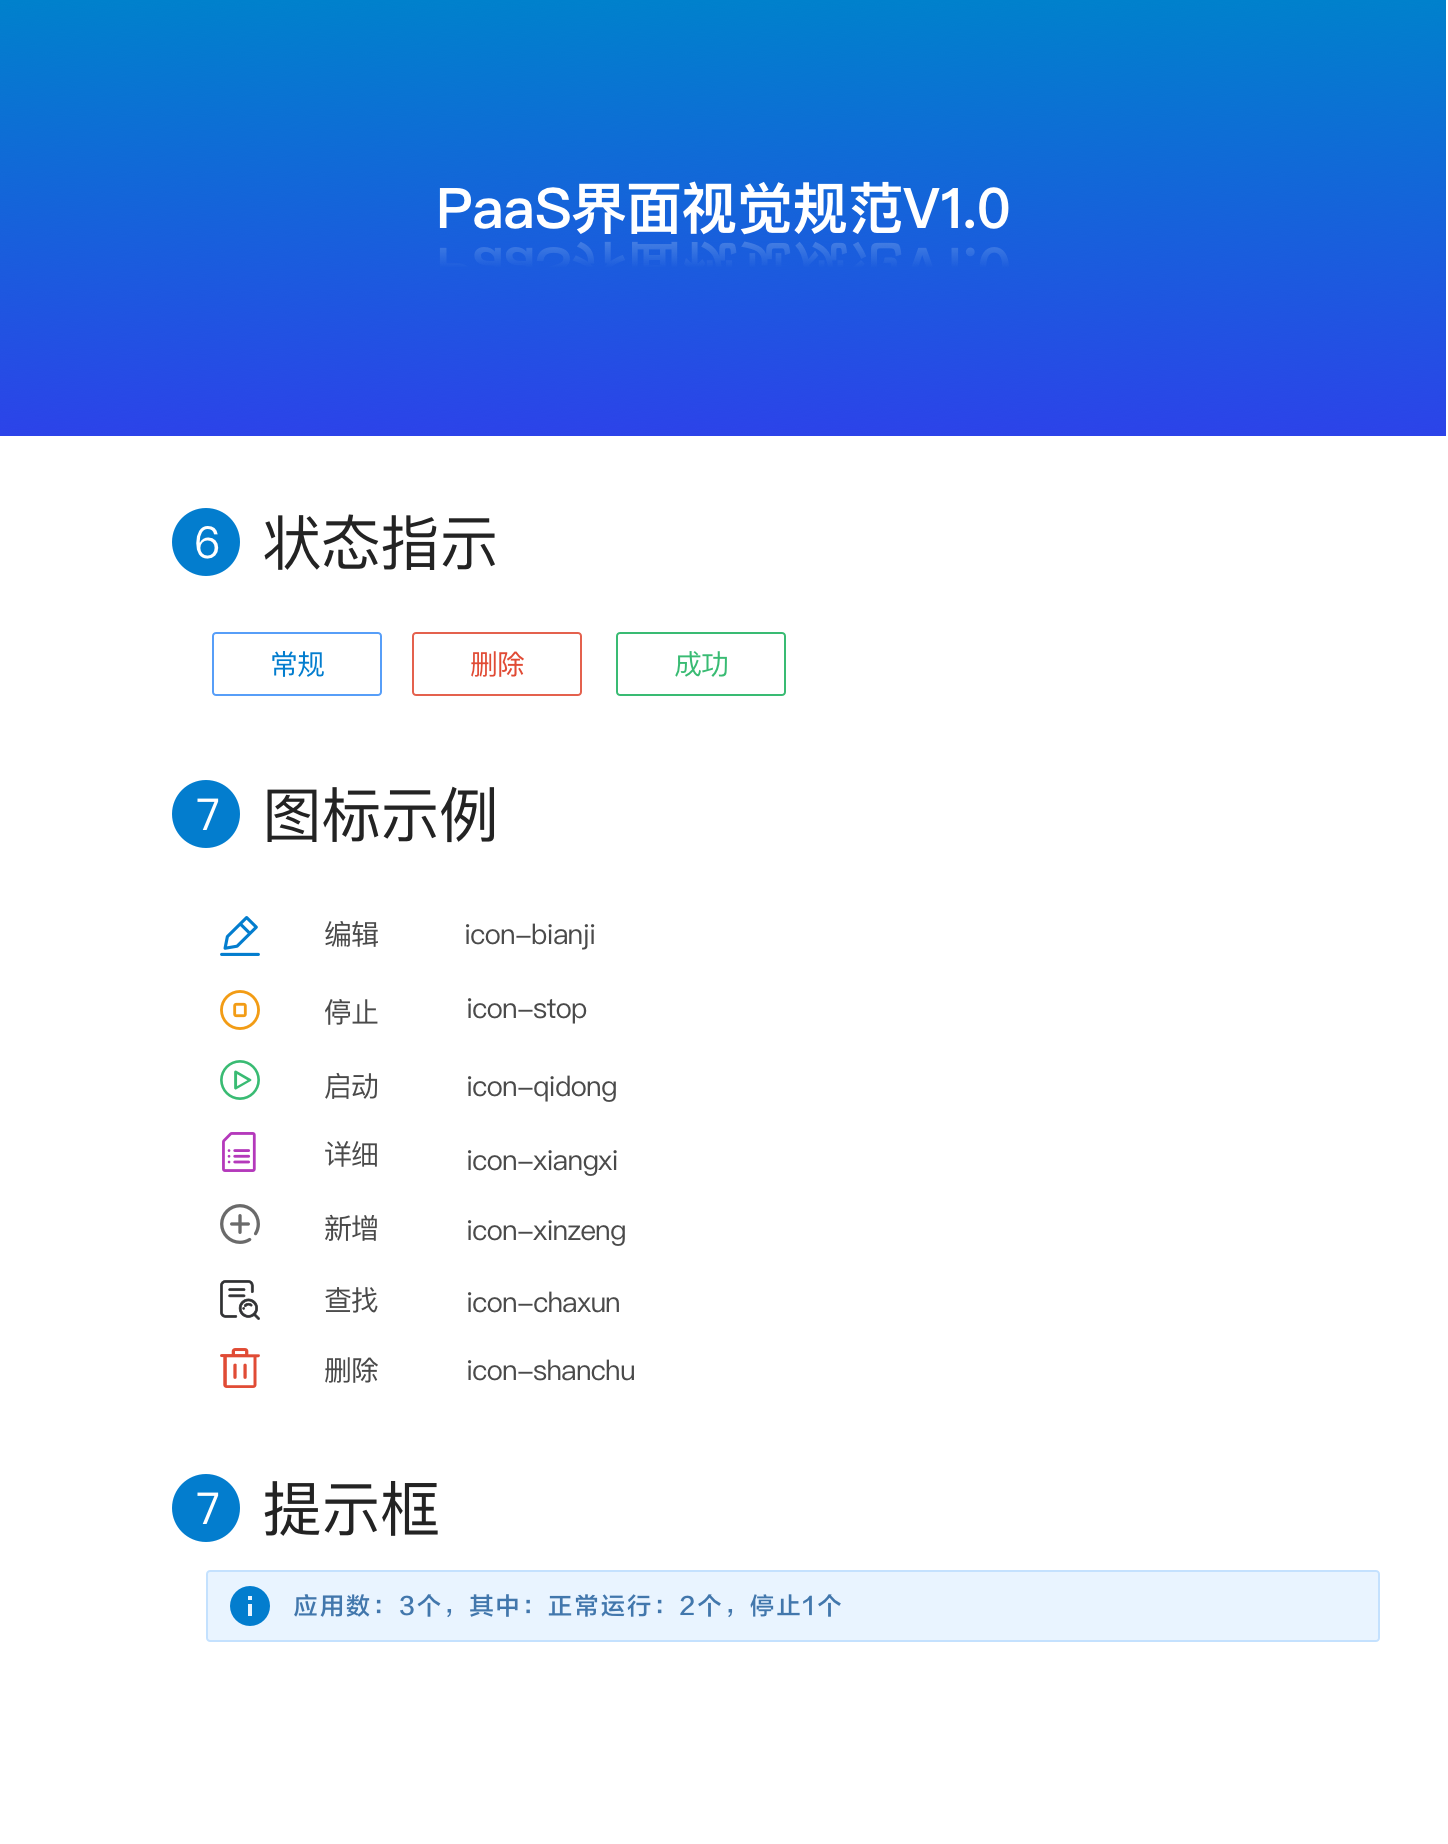 PaaS界面视觉规范V1.0
6 状态指示
常规 删除 成功
7 图标示例
编辑 icon-bianji
停止 icon-stop
启动 icon-qidong
详细 icon-xiangxi
新增 icon-xinzeng
查找 icon-chaxun
删除 icon-shanchu
7 提示框
应用数：3个，其中：正常运行：2个，停止1个